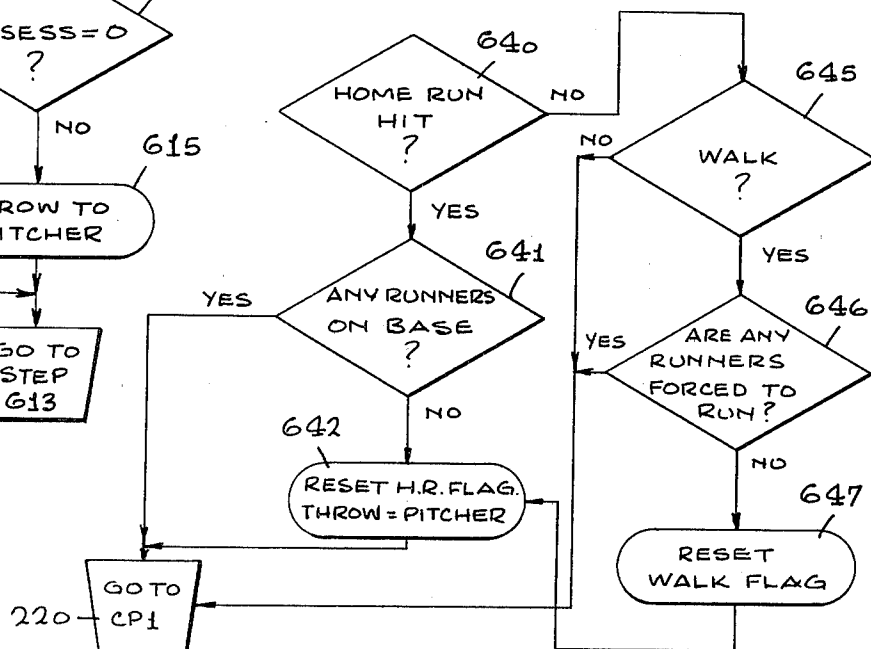 SESS=0
?
NO
615
ROW TO
ITCHER
GO TO
STEP
613
640
HOME RUN
HIT
?
NO
YES
641
ANY RUNNERS
ON BASE
?
YES
NO
642
RESET H.R. FLAG.
THROW = PITCHER
220
GO TO
CP1
645
WALK
?
NO
YES
646
ARE ANY
RUNNERS
FORCED TO
RUN?
YES
NO
647
RESET
WALK FLAG